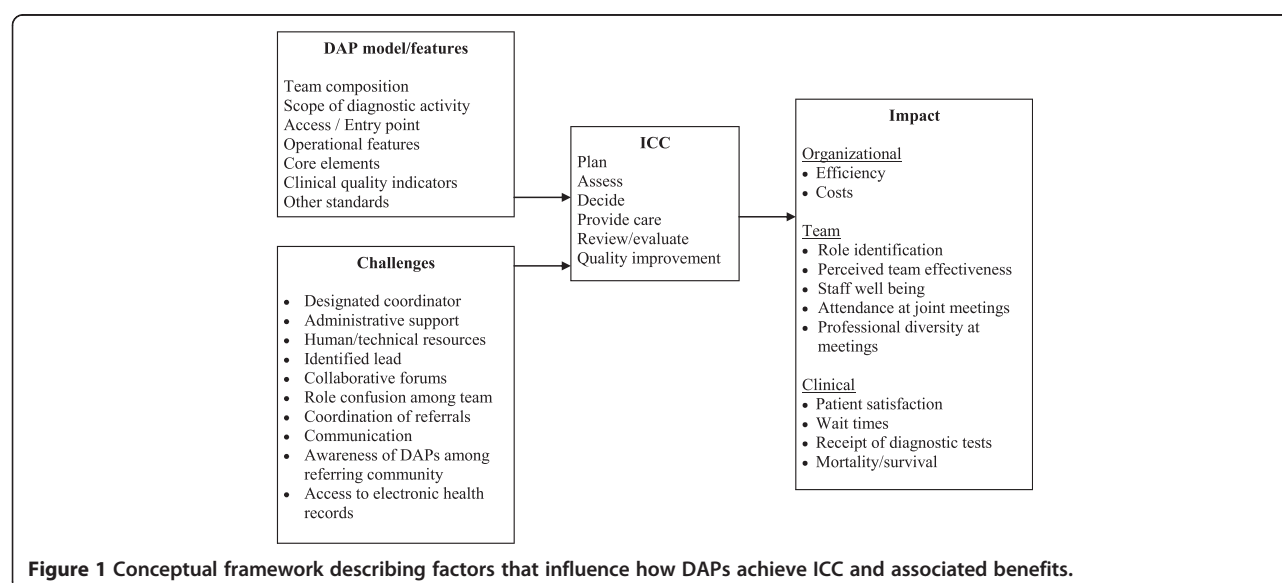 DAP model/features
Team composition
Scope of diagnostic activity
Access / Entry point
Operational features
Core elements
Clinical quality indicators
Other standards
Challenges
• Designated coordinator
• Administrative support
• Human/technical resources
• Identified lead
• Collaborative forums
• Role confusion among team
• Coordination of referrals
• Communication
• Awareness of DAPs among
referring community
• Access to electronic health
records
ICC
Plan
Assess
Decide
Provide care
Review/evaluate
Quality improvement
Impact
Organizational
• Efficiency
• Costs
Team
• Role identification
• Perceived team effectiveness
• Staff well being
• Attendance at joint meetings
• Professional diversity at
meetings
Clinical
• Patient satisfaction
• Wait times
• Receipt of diagnostic tests
• Mortality/survival
Figure 1 Conceptual framework describing factors that influence how DAPs achieve ICC and associated benefits.